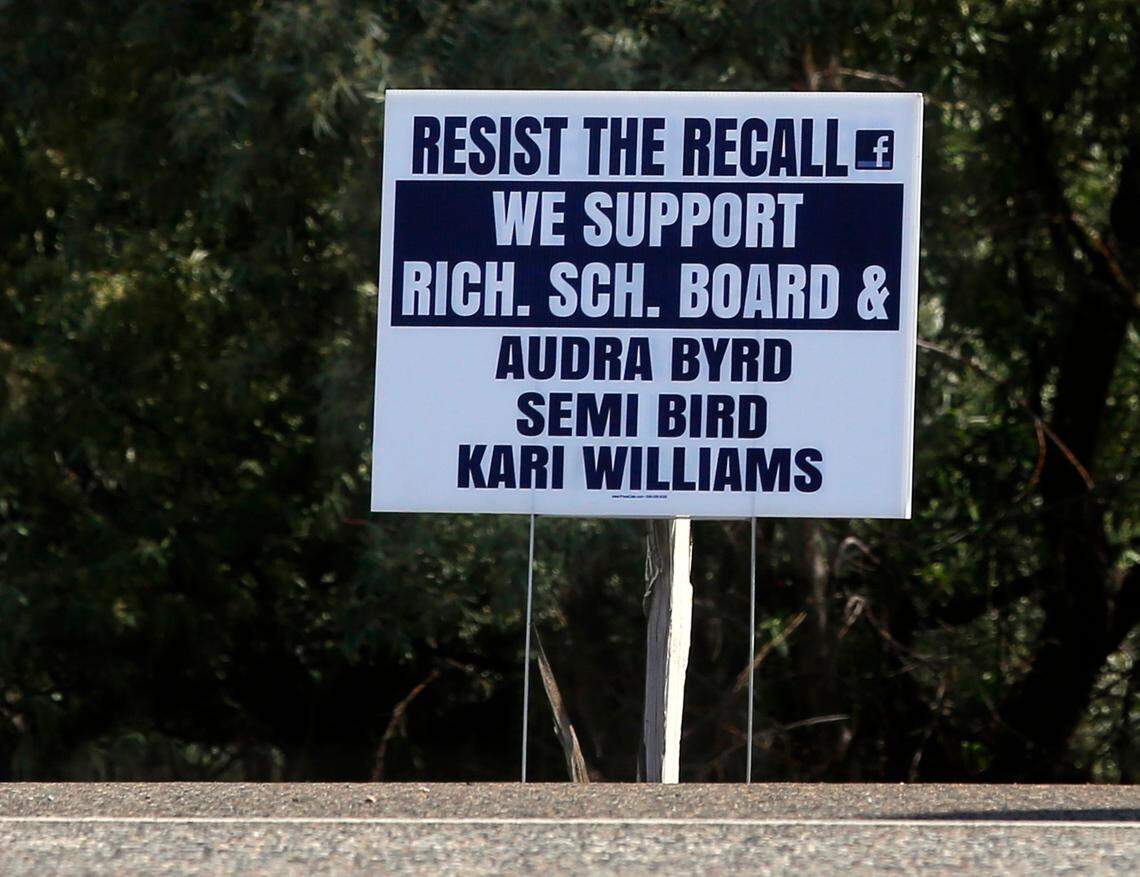 RESIST THE RECALL f
WE SUPPORT
RICH. SCH. BOARD &
AUDRA BYRD
SEMI BIRD
KARI WILLIAMS